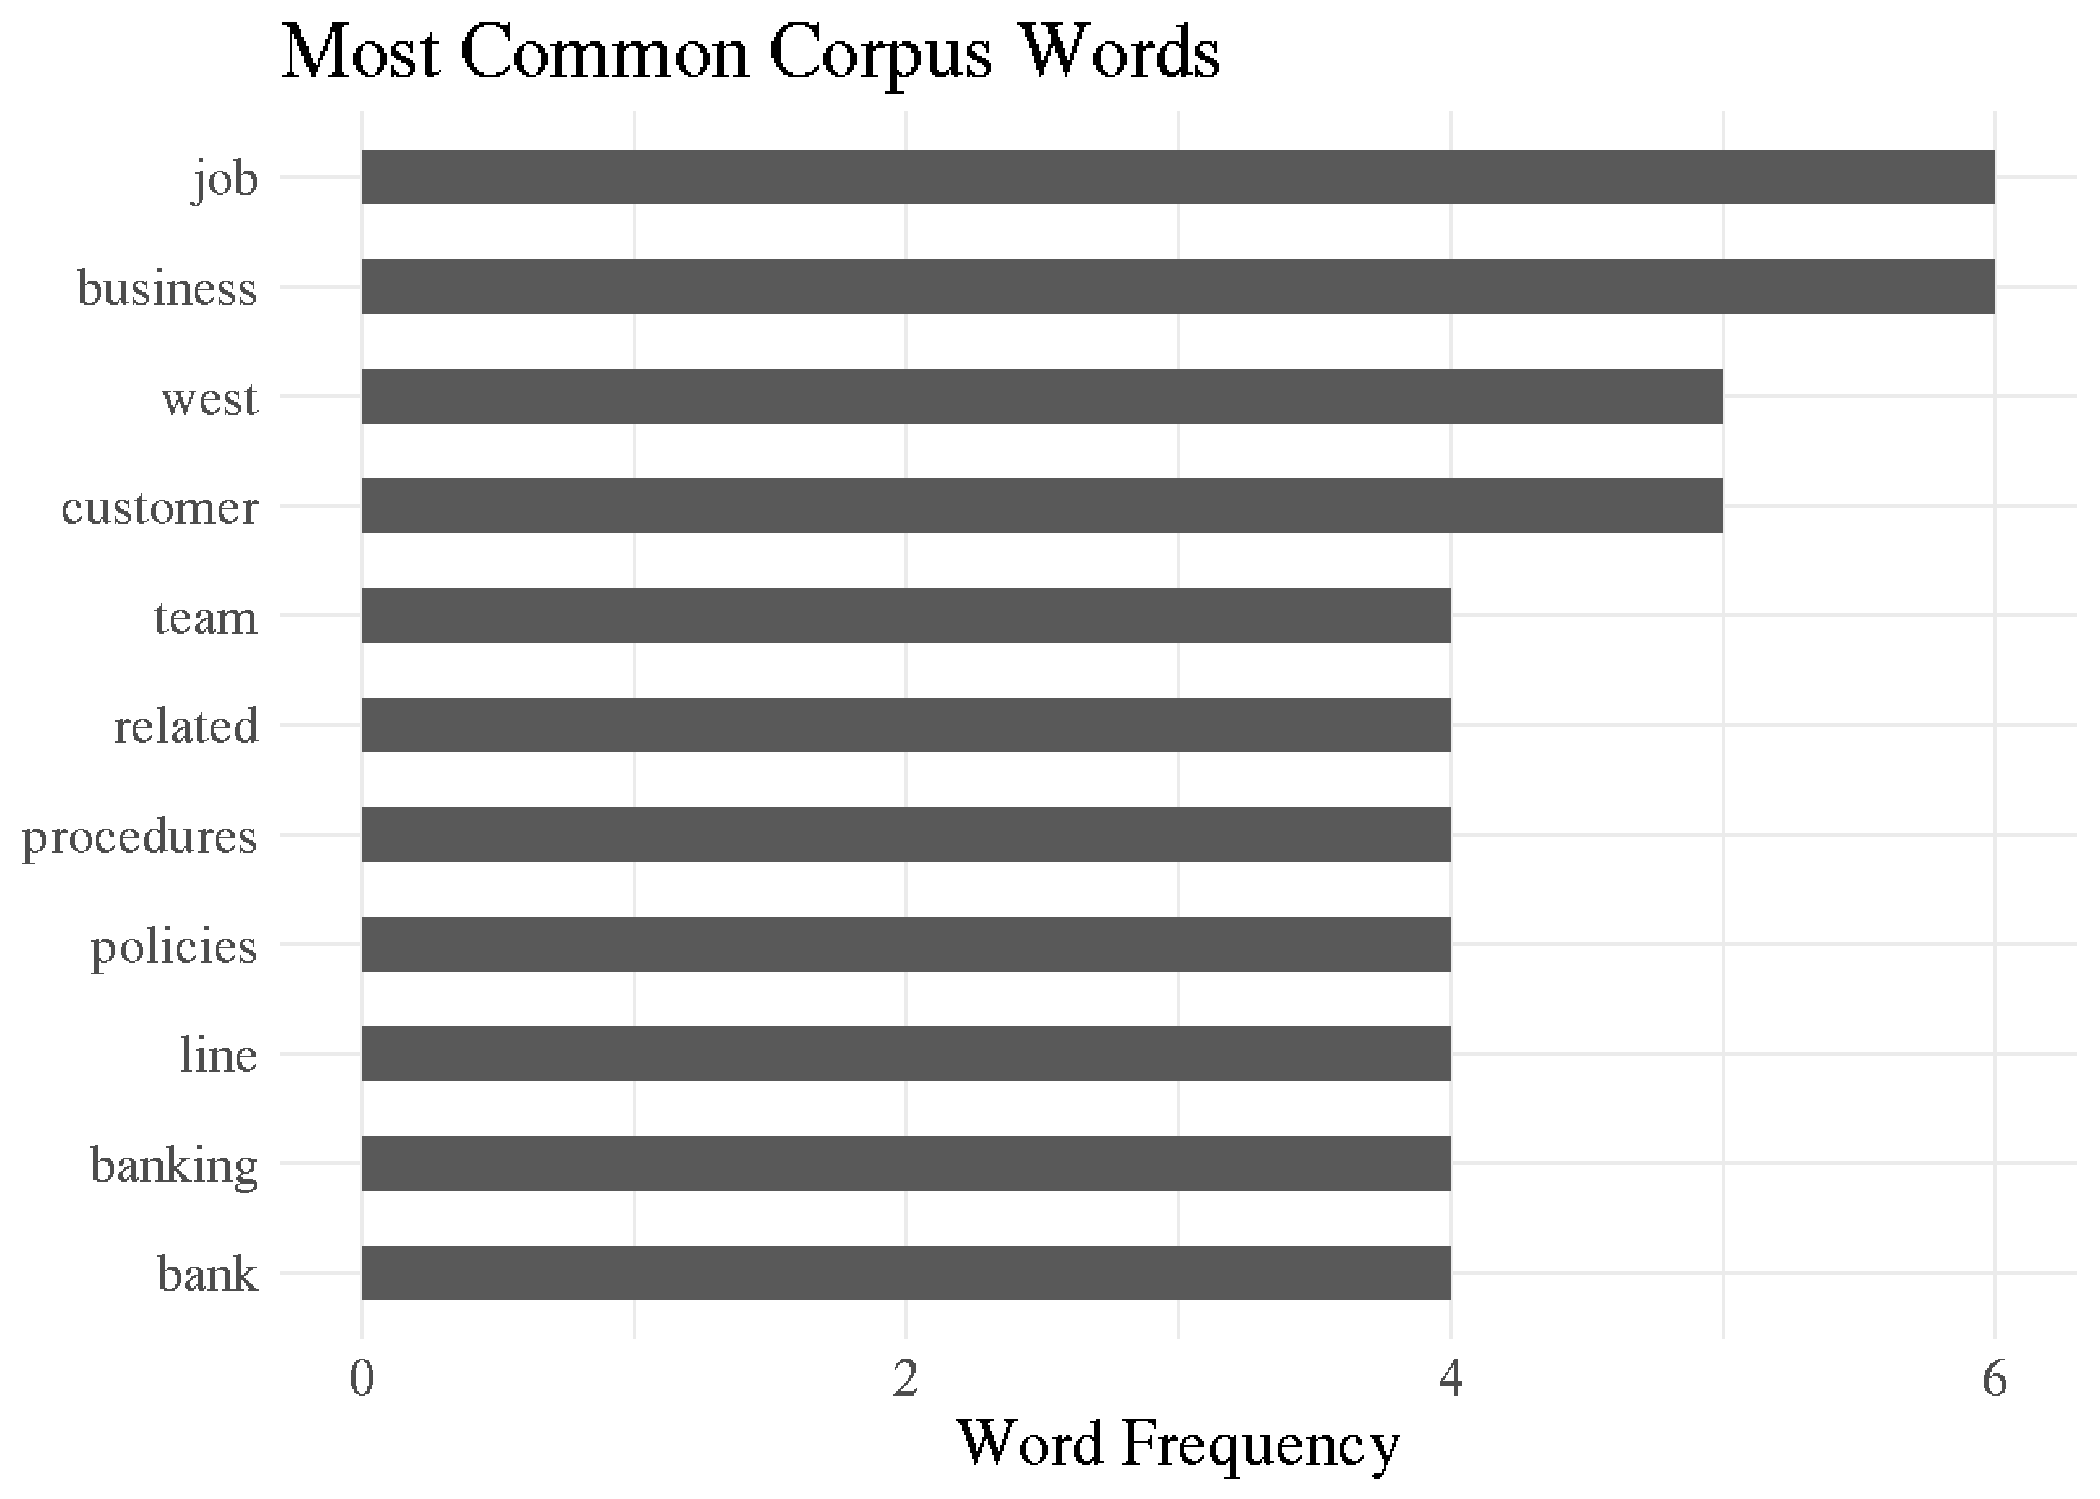 Most Common Corpus Words
job
business
west
customer
team
related
procedures
policies
line
banking
bank
0 2 4 6
Word Frequency